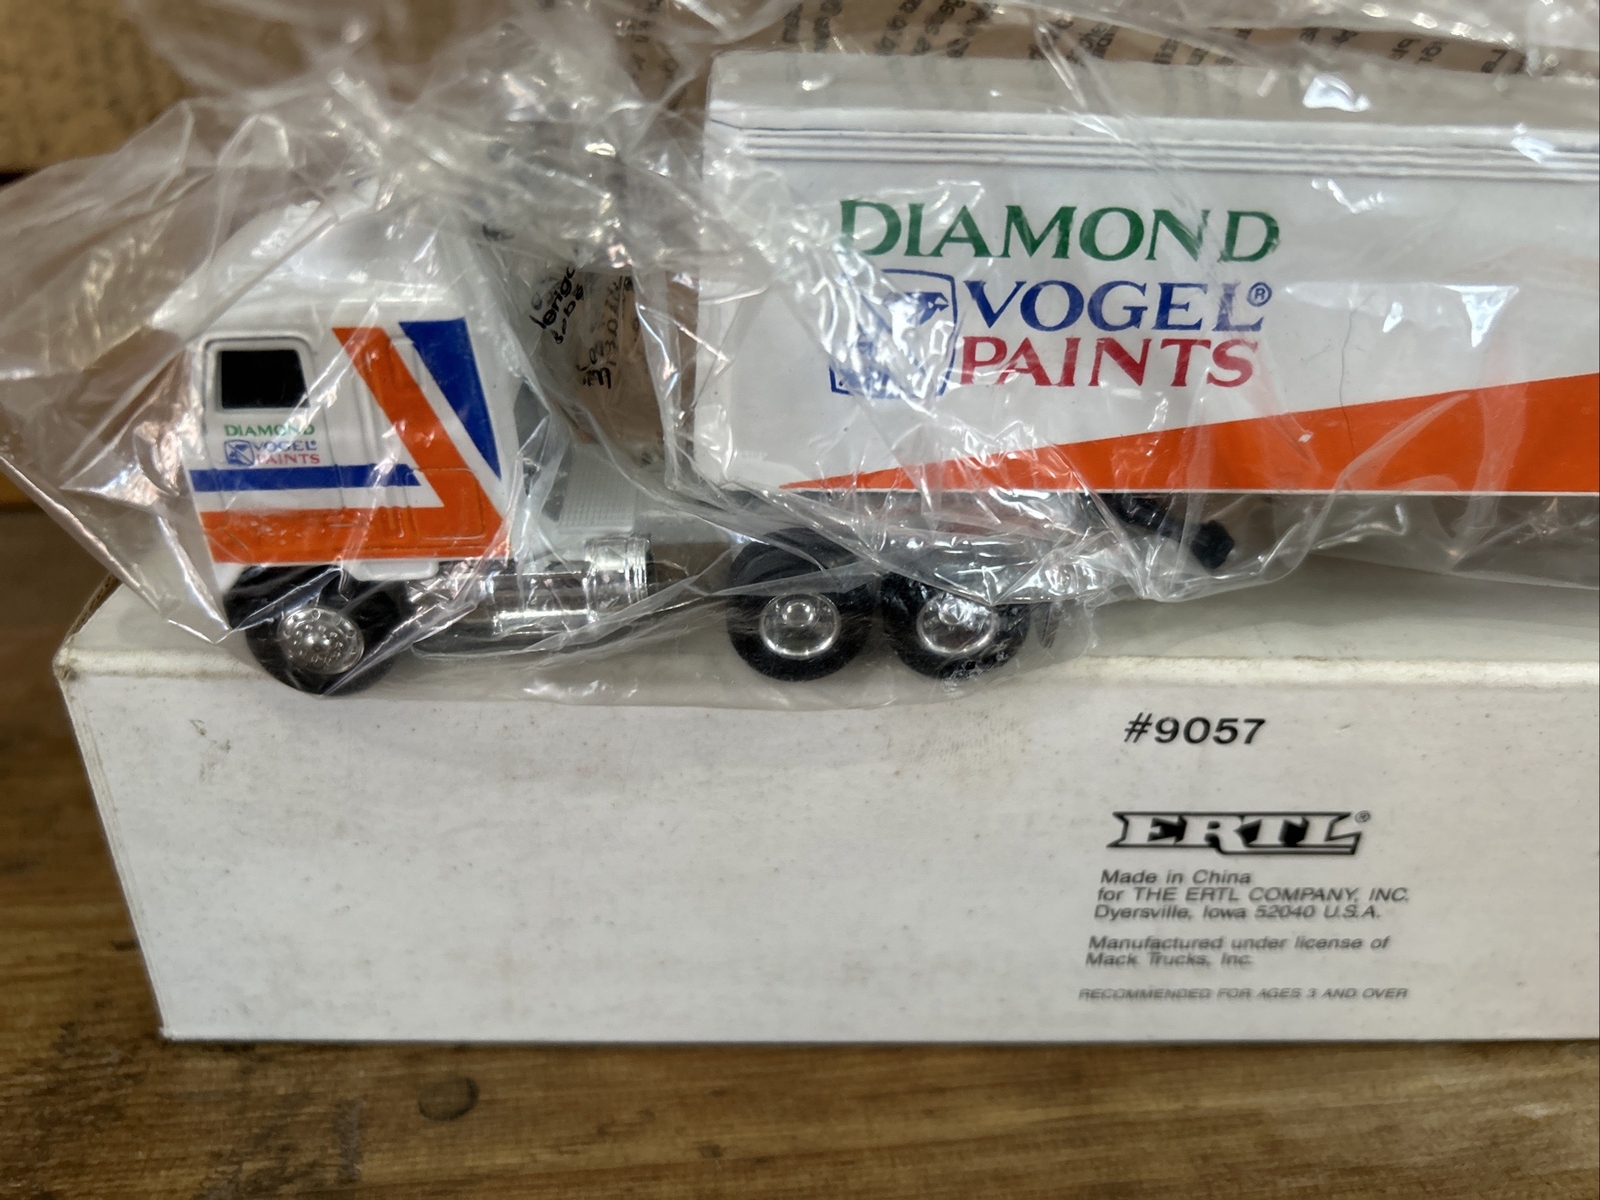 DIAMOND
VOGEL®
PAINTS
DIAMOND
VOGEL®
PAINTS
#9057
ERTL®
Made in China
for THE ERTL COMPANY, INC.
Dyersville, Iowa 52040 U.S.A.
Manufactured under license of
Mack Trucks, Inc.
RECOMMENDED FOR AGES 3 AND OVER